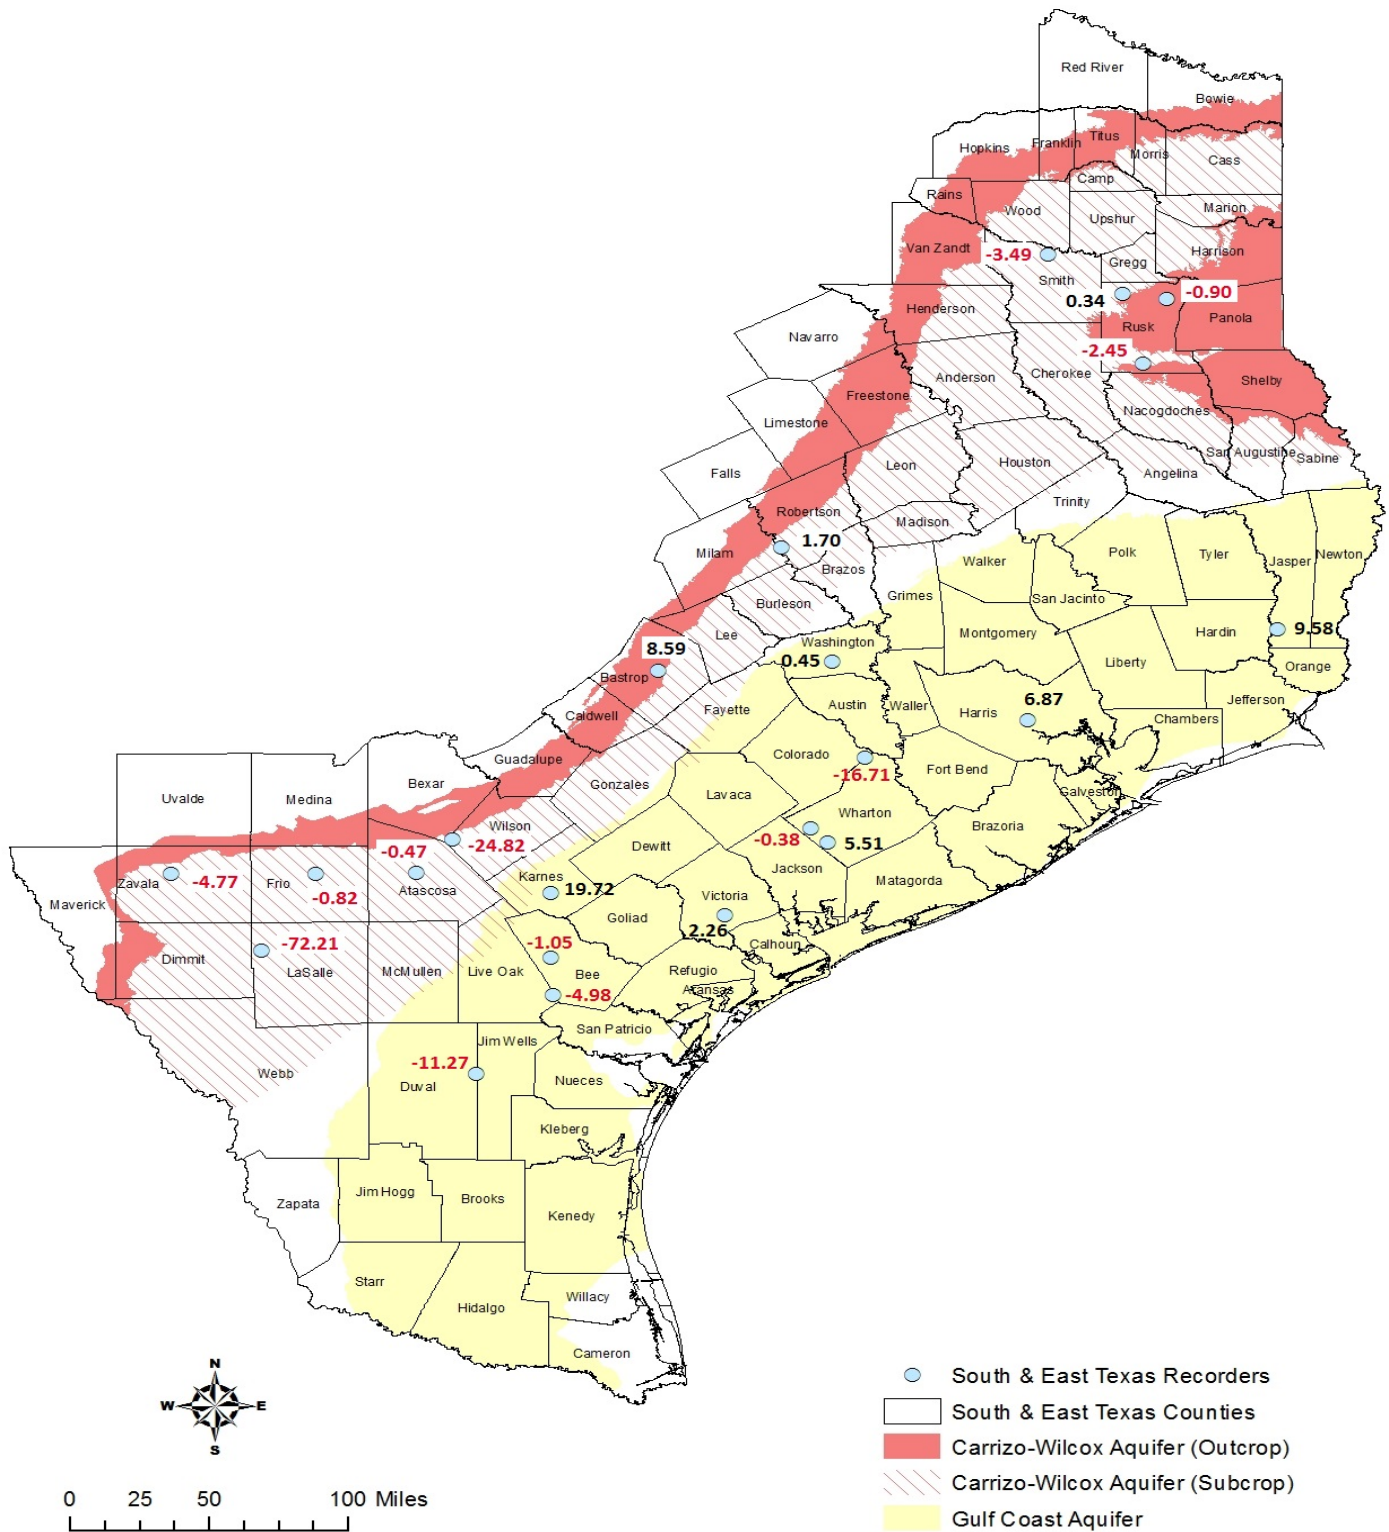 Red River
Bowie
Titus
Franklin
Hopkins
Morris
Cass
Camp
Rains
Wood
Marion
Upshur
Van Zandt
Harrison
-3.49
Gregg
Smith
-0.90
0.34
Henderson
Panola
Rusk
Navarro
-2.45
Cherokee
Anderson
Shelby
Freestone
Nacogdoches
Limestone
San Augustine
Sabine
Houston
Leon
Falls
Angelina
Trinity
Robertson
Madison
1.70
Milam
Polk
Tyler
Jasper
Newton
Walker
Brazos
Grimes
San Jacinto
Burleson
9.58
Hardin
Montgomery
Lee
Washington
8.59
0.45
Liberty
Orange
Bastrop
6.87
Jefferson
Austin
Waller
Fayette
Harris
Caldwell
Chambers
Colorado
Guadalupe
-16.71
Fort Bend
Bexar
Gonzales
Galveston
Lavaca
Uvalde
Medina
Wharton
Wilson
Brazoria
-0.38
5.51
-24.82
Dewitt
-0.47
Jackson
Karnes
Matagorda
Zavala
-4.77
Frio
Atascosa
19.72
-0.82
Victoria
Maverick
Goliad
2.26
-1.05
-72.21
Calhoun
Dimmit
LaSalle
McMullen
Live Oak
Bee
Refugio
Aransas
-4.98
San Patricio
Jim Wells
-11.27
Webb
Duval
Nueces
Kleberg
Jim Hogg
Brooks
Zapata
Kenedy
Starr
Willacy
Hidalgo
Cameron
N
W
E
S
South & East Texas Recorders
South & East Texas Counties
Carrizo-Wilcox Aquifer (Outcrop)
Carrizo-Wilcox Aquifer (Subcrop)
Gulf Coast Aquifer
0 25 50 100 Miles